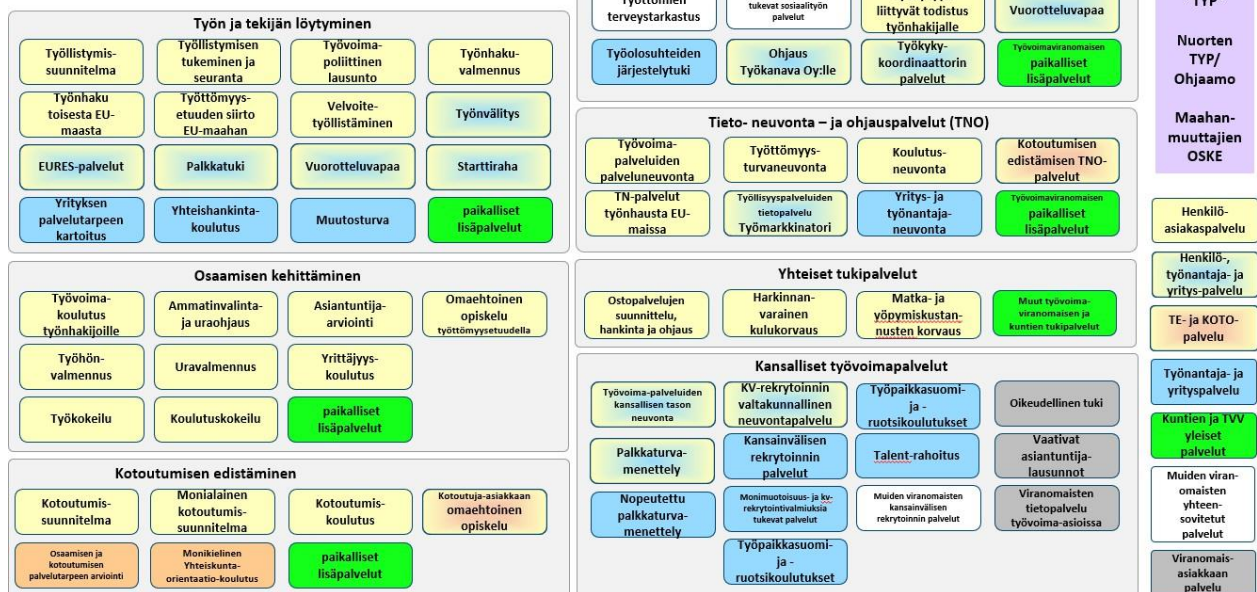 Työn ja tekijän löytyminen
Työllistymis-
suunnitelma
Työllistymisen
tukeminen ja
seuranta
Työvoima-
poliittinen
lausunto
Työnhaku-
valmennus
Työnhaku
toisesta EU-
maasta
Työttömyys-
etuuden siirto
EU-maahan
Velvoite-
työllistäminen
Työnvälitys
EURES-palvelut
Palkkatuki
Vuorotteluvapaa
Starttiraha
Yrityksen
palvelutarpeen
kartoitus
Yhteishankinta-
koulutus
Muutosturva
paikalliset
lisäpalvelut
Osaamisen kehittäminen
Työvoima-
koulutus
työnhakijoille
Ammatinvalinta-
ja uraohjaus
Asiantuntija-
arviointi
Omaehtoinen
opiskelu
työttömyysetuudella
Työhön-
valmennus
Uravalmennus
Yrittäjyys-
koulutus
Työkokeilu
Koulutuskokeilu
paikalliset
lisäpalvelut
Kotoutumisen edistäminen
Kotoutumis-
suunnitelma
Monialainen
kotoutumis-
suunnitelma
Kotoutumis-
koulutus
Kotoutuja-asiakkaan
omaehtoinen
opiskelu
Osaamisen ja
kotoutumisen
palvelutarpeen arviointi
Monikielinen
Yhteiskunta-
orientaatio-koulutus
paikalliset
lisäpalvelut
terveystarkastus
tukevat sosiaalityön
palvelut
liittyvät todistus
työnhakijalle
Vuorotteluvapaa
Työolosuhteiden
järjestelytuki
Ohjaus
Työkanava Oy:lle
Työkyky-
koordinaattorin
palvelut
Työvoimaviranomaisen
paikalliset
lisäpalvelut
Tieto- neuvonta – ja ohjauspalvelut (TNO)
Työvoima-
palveluiden
palveluneuvonta
Työttömyys-
turvaneuvonta
Koulutus-
neuvonta
Kotoutumisen
edistämisen TNO-
palvelut
TN-palvelut
työnhausta EU-
maissa
Työllisyyspalveluiden
tietopalvelu
Työmarkkinatori
Yritys- ja
työnantaja-
neuvonta
Työvoimaviranomaisen
paikalliset
lisäpalvelut
Yhteiset tukipalvelut
Ostopalvelujen
suunnittelu,
hankinta ja ohjaus
Harkinnan-
varainen
kulukorvaus
Matka- ja
yöpymiskustan-
nusten korvaus
Muut työvoima-
viranomaisen ja
kuntien tukipalvelut
Kansalliset työvoimapalvelut
Työvoima-palveluiden
kansallisen tason
neuvonta
KV-rekrytoinnin
valtakunnallinen
neuvontapalvelu
Työpaikkasuomi-
ja -
ruotsikoulutukset
Oikeudellinen tuki
Palkkaturva-
menettely
Kansainvälisen
rekrytoinnin
palvelut
Talent-rahoitus
Vaativat
asiantuntija-
lausunnot
Nopeutettu
palkkaturva-
menettely
Monimuotoisuus- ja kv-
rekrytointivalmiuksia
tukevat palvelut
Muiden viranomaisten
kansainvälisen
rekrytoinnin palvelut
Viranomaisten
tietopalvelu
työvoima-asioissa
Työpaikkasuomi-
ja -
ruotsikoulutukset
TYP
Nuorten
TYP/
Ohjaamo
Maahan-
muuttajien
OSKE
Henkilö-
asiakaspalvelu
Henkilö-,
työnantaja- ja
yritys-palvelu
TE- ja KOTO-
palvelu
Työnantaja- ja
yrityspalvelu
Kuntien ja TVV
yleiset
palvelut
Muiden viran-
omaisten
yhteen-
sovitetut
palvelut
Viranomais-
asiakkaan
palvelu